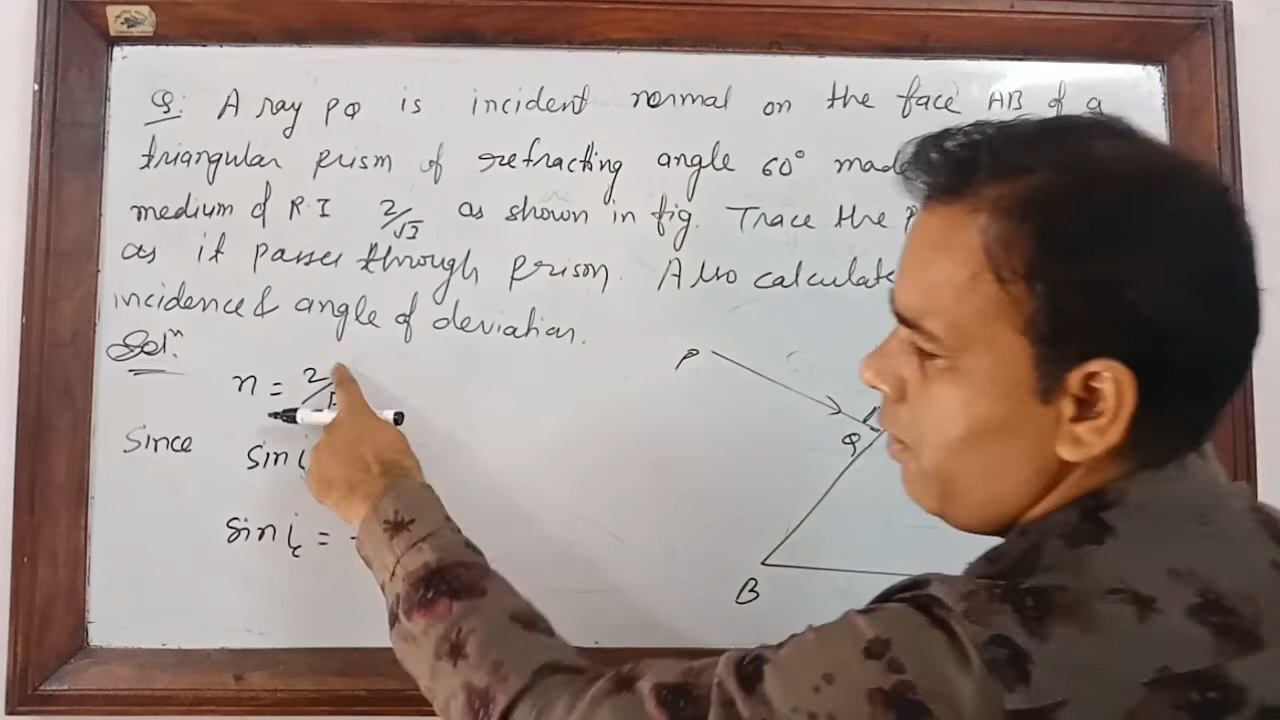 Q: A ray PQ is incident normal on the face AB of a
triangular prism of refracting angle 60° made
medium of R.I 2/√3 as shown in fig. Trace the
as it passes through prism. Also calculate
incidence & angle of deviation.
Solⁿ.
n = 2/
Since sin i
sin ic =
P
Q
B